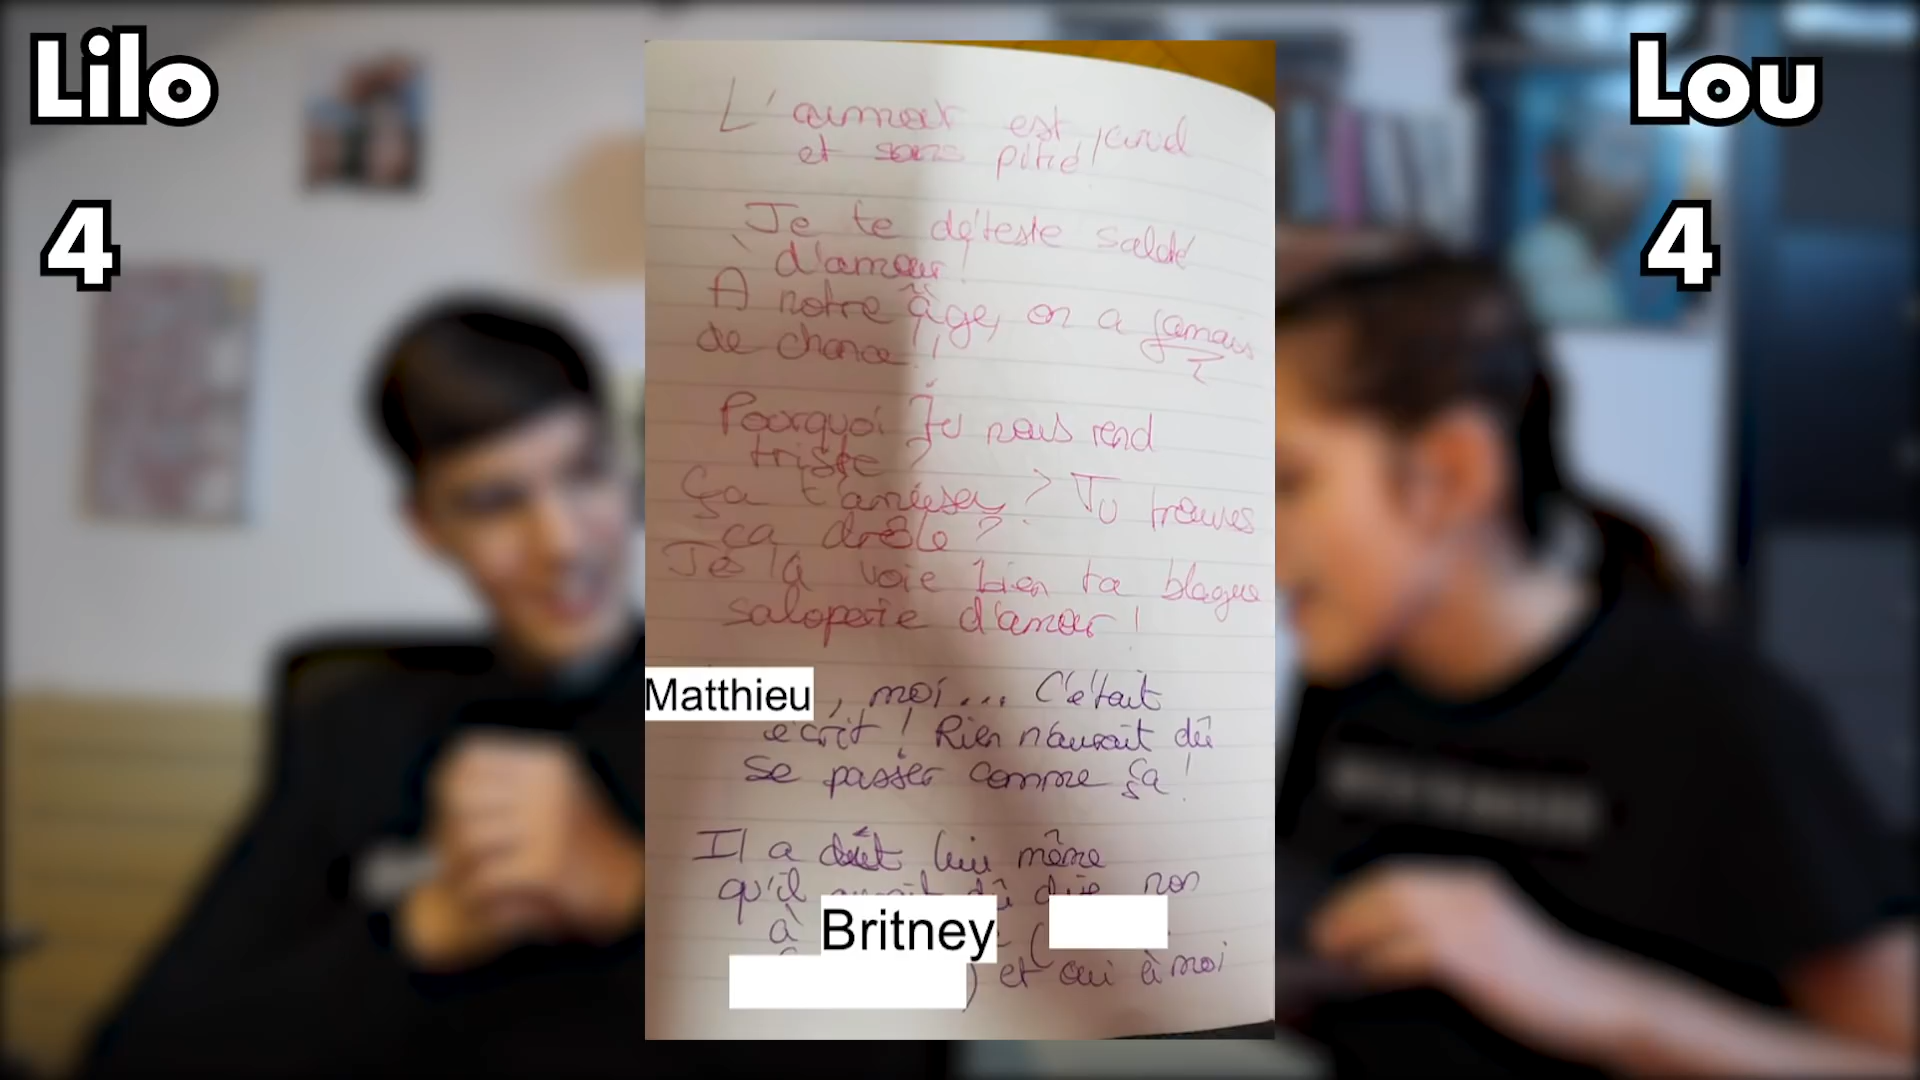 Lilo
4
Lou
4
L'amour est cruel
et sans pitié!
Je te déteste saleté
d'amour!
A notre âge, on a jamais
de chance!
Pourquoi Tu nous rend
triste?
Ça t'amuse? Tu trouves
ça drôle?
Je la voie bien ta blague
saloperie d'amour!
Matthieu, moi... C'était
écrit! Rien n'aurait dû
se passer comme ça!
Il a lui même
qu'il dû dire non
à Britney (
) et oui à moi